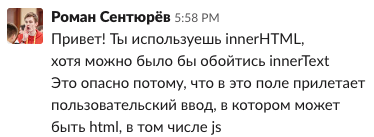 Роман Сентюрёв 5:58 PM
Привет! Ты используешь innerHTML,
хотя можно было бы обойтись innerText
Это опасно потому, что в это поле прилетает
пользовательский ввод, в котором может
быть html, в том числе js